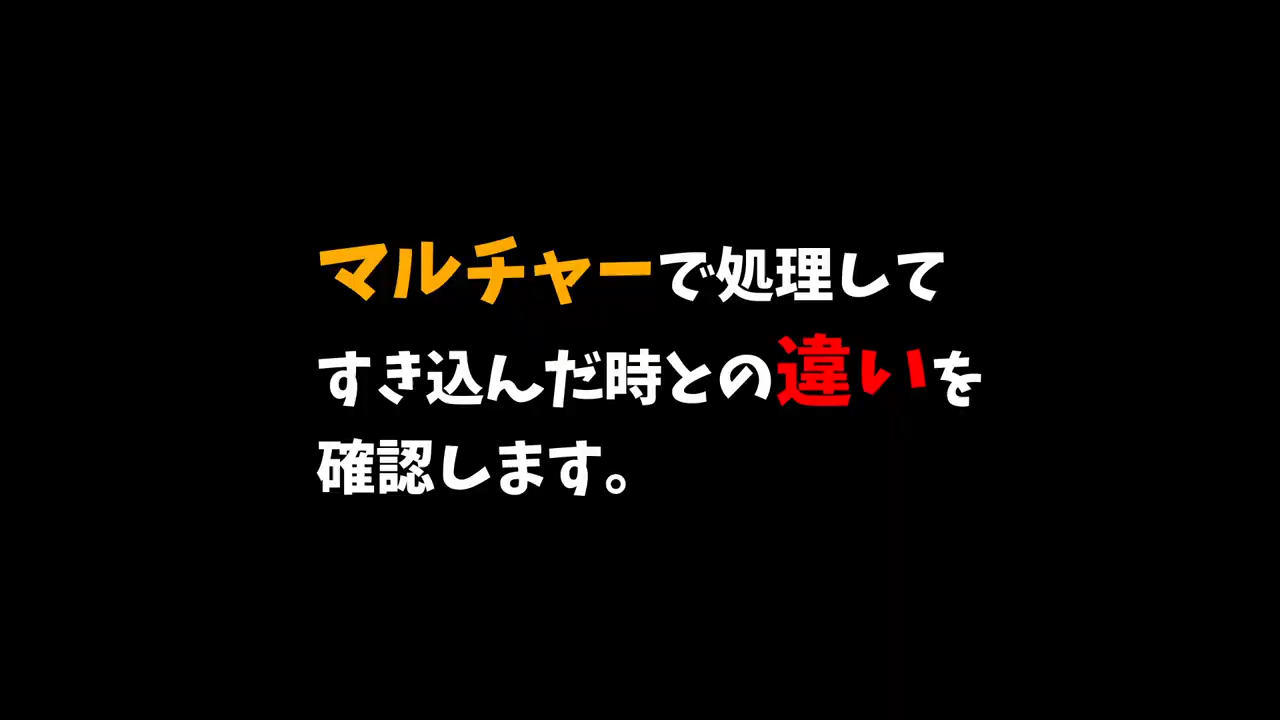 マルチャーで処理して
すき込んだ時との違いを
確認します。